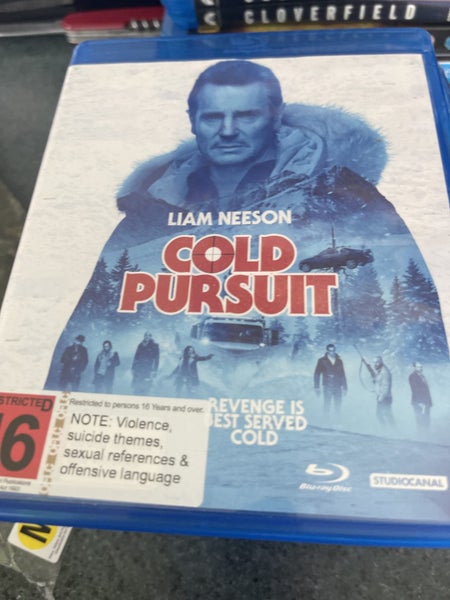 CLOVERFIELD
LIAM NEESON
COLD
PURSUIT
REVENGE IS
BEST SERVED
COLD
Restricted to persons 16 Years and over.
NOTE: Violence,
suicide themes,
sexual references &
offensive language
Blu-ray Disc
STUDIOCANAL